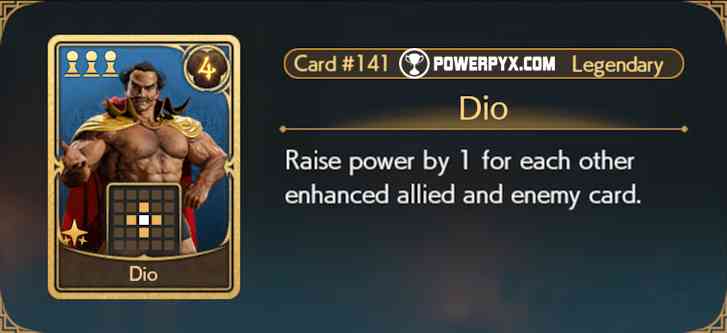 4
Dio
Card #141 POWERPYX.COM Legendary
Dio
Raise power by 1 for each other
enhanced allied and enemy card.